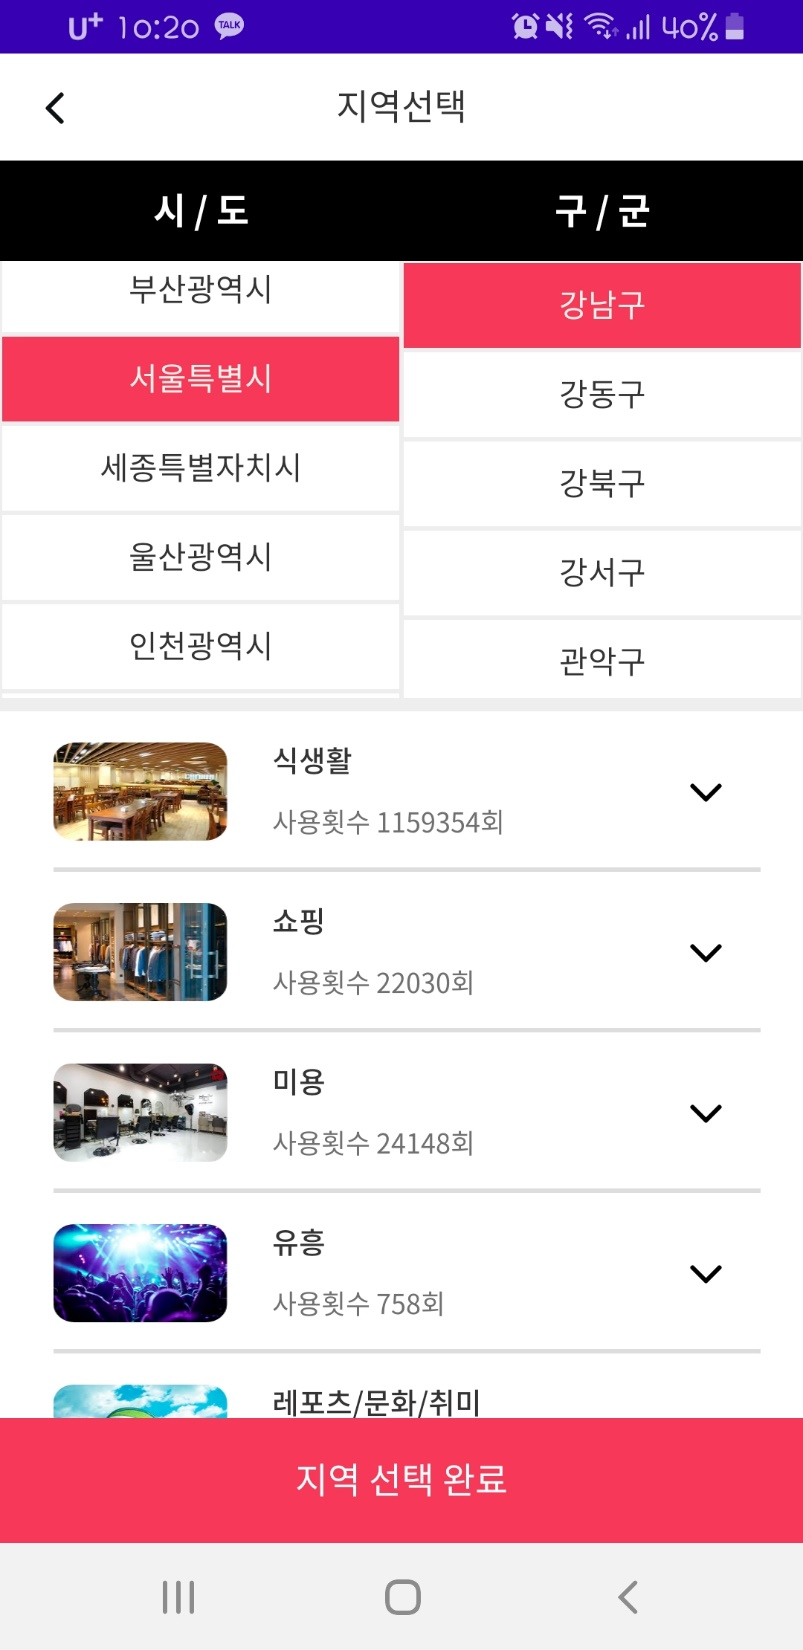 U+ 10:20 TALK 40%
지역선택
시 / 도 구 / 군
부산광역시
서울특별시
세종특별자치시
울산광역시
인천광역시
강남구
강동구
강북구
강서구
관악구
식생활
사용횟수 1159354회
쇼핑
사용횟수 22030회
미용
사용횟수 24148회
유흥
사용횟수 758회
레포츠/문화/취미
지역 선택 완료